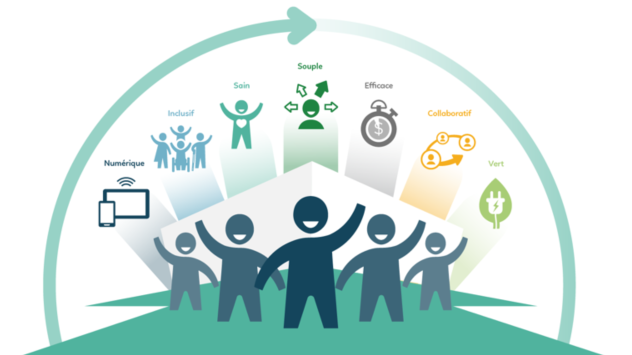 Numérique
Inclusif
Sain
Souple
Efficace
Collaboratif
Vert
$